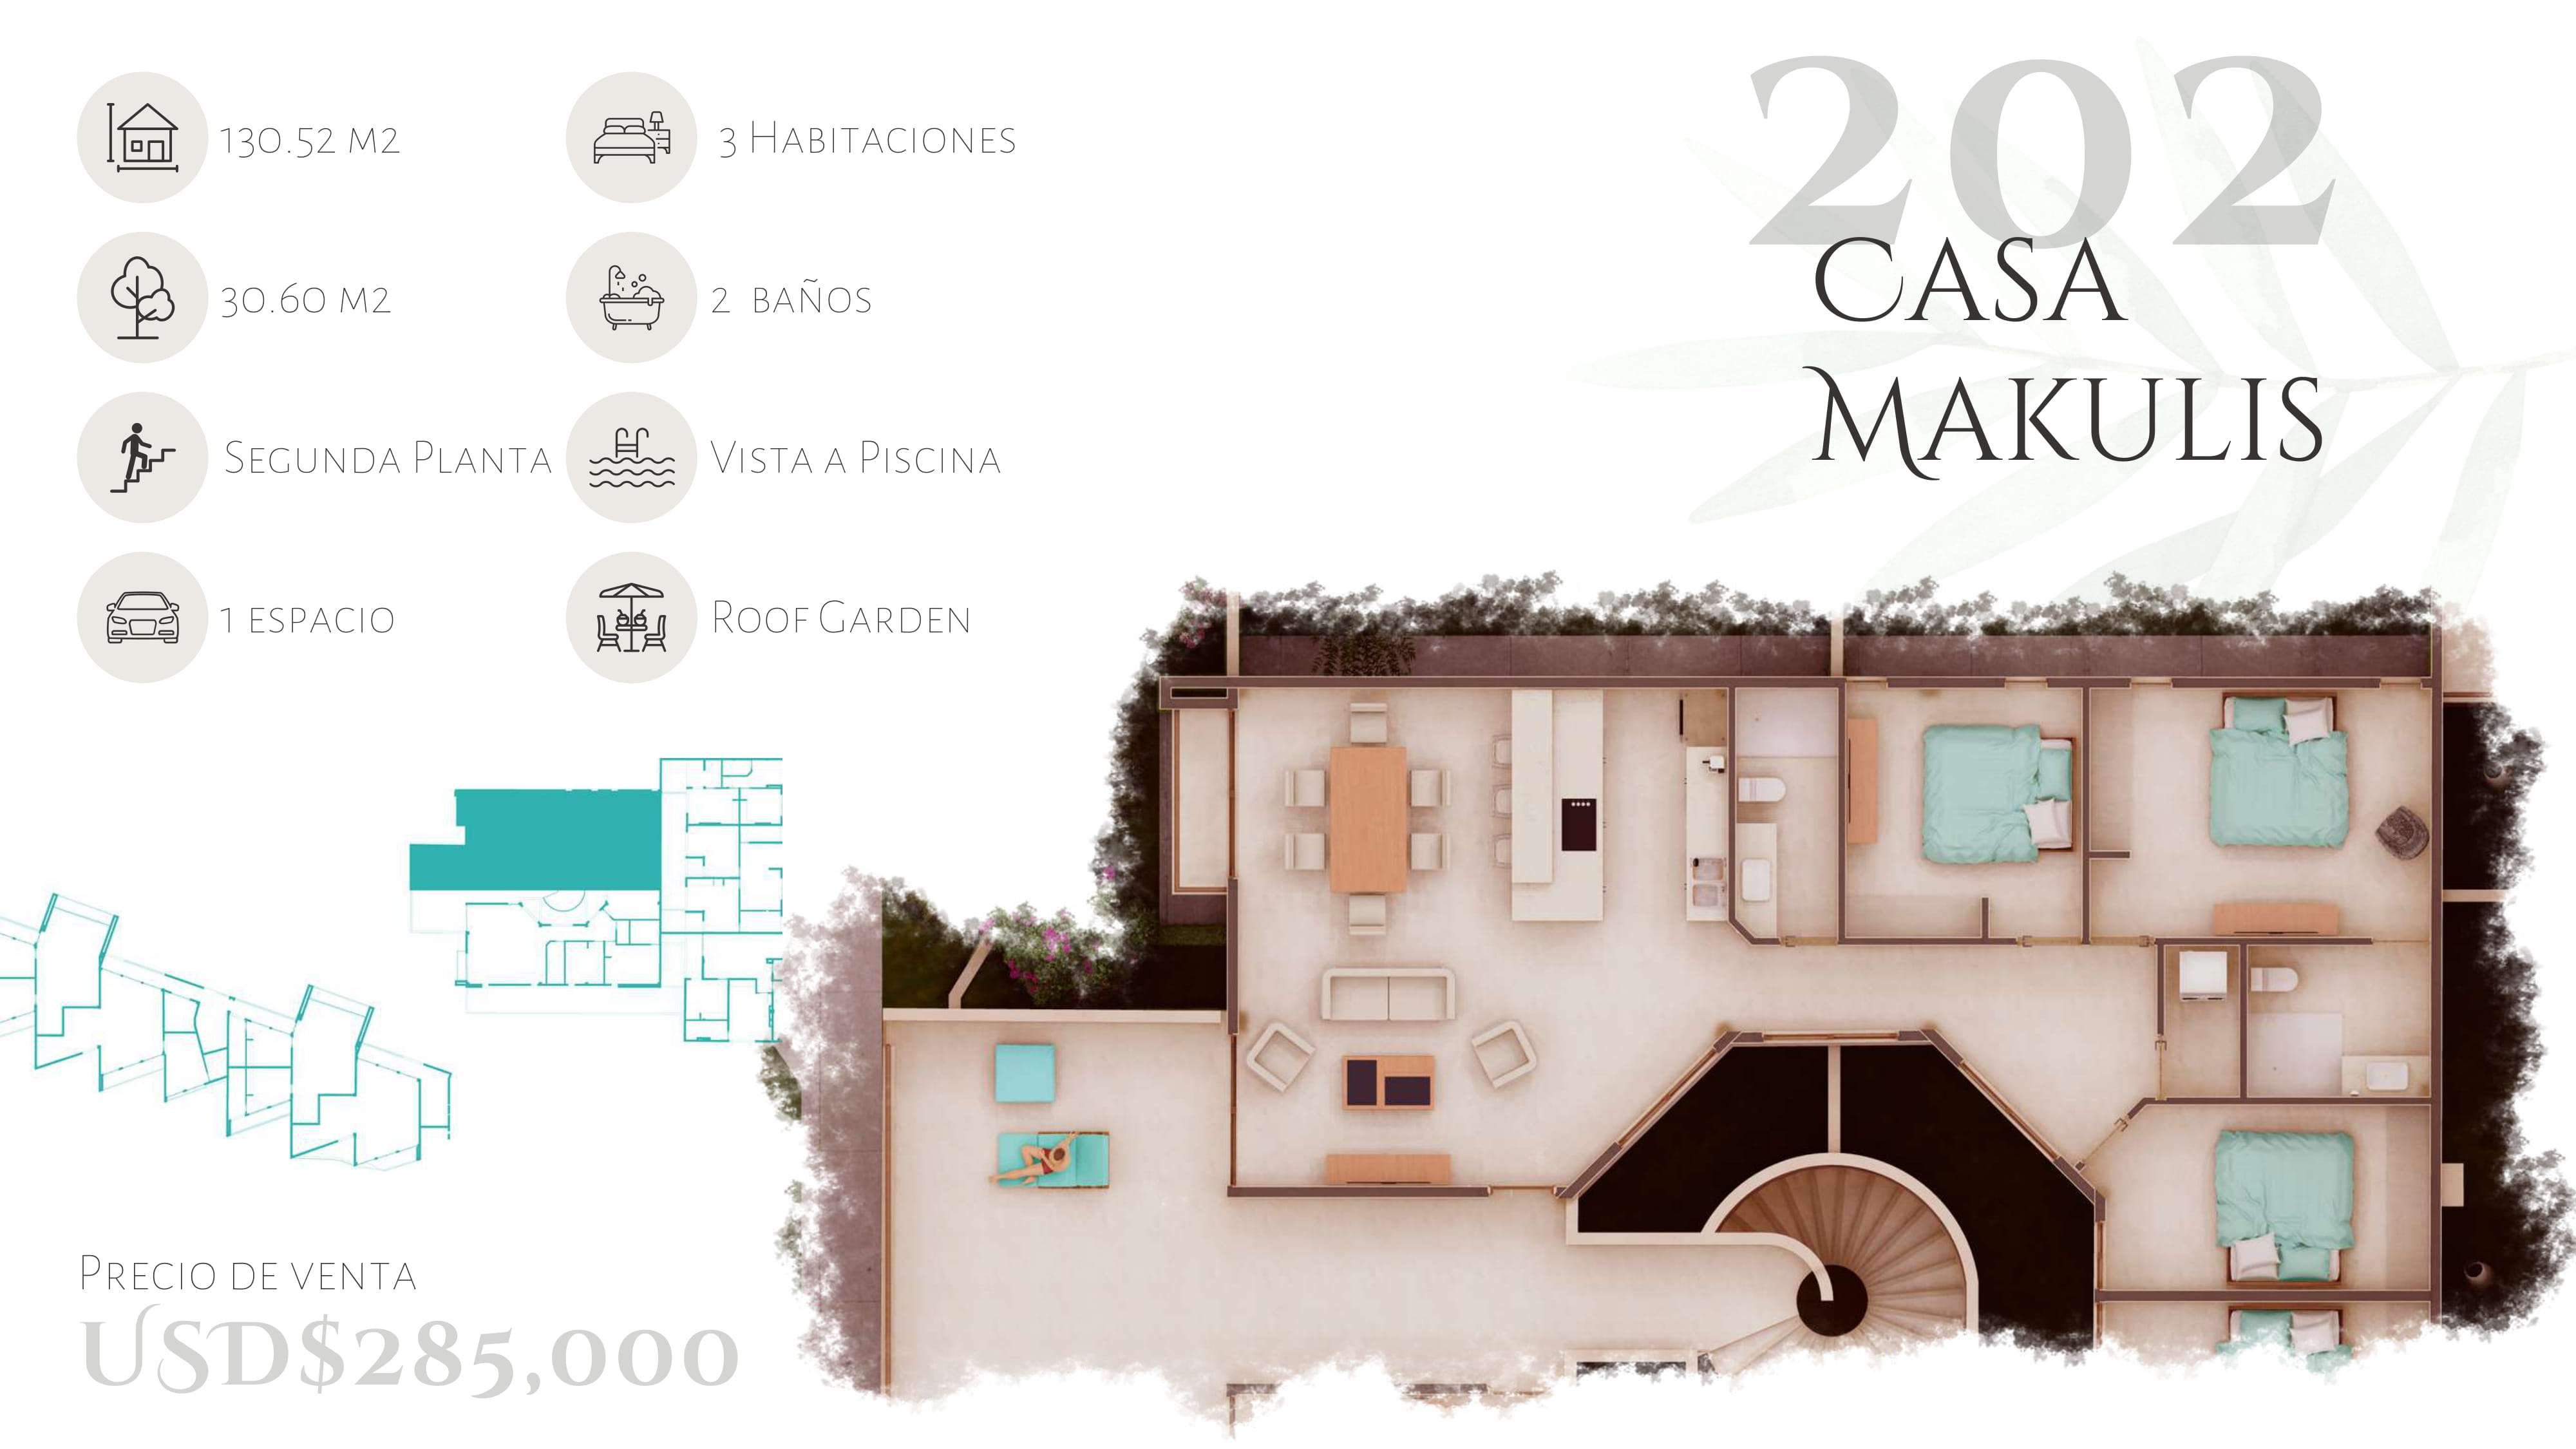 130.52 m2
30.60 m2
Segunda Planta
1 espacio
3 Habitaciones
2 baños
Vista a Piscina
Roof Garden
202
Casa
Makulis
Precio de venta
USD$285,000